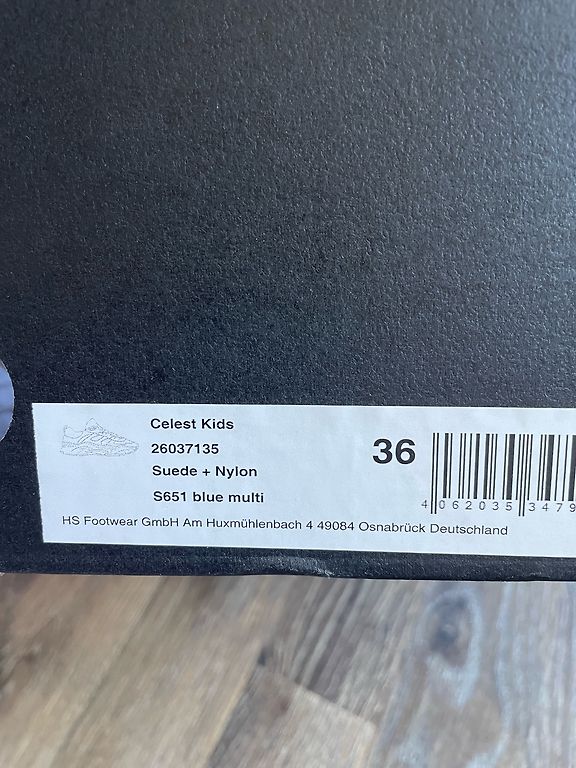 Celest Kids
26037135
Suede + Nylon
S651 blue multi
36
4 062035 3479
HS Footwear GmbH Am Huxmühlenbach 4 49084 Osnabrück Deutschland